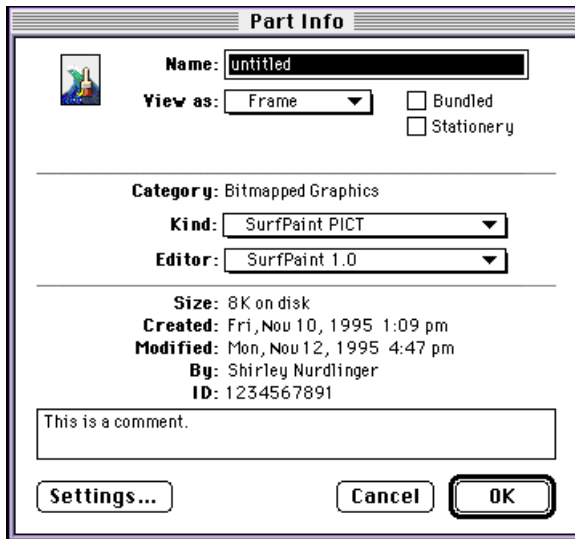 Part Info
Name: untitled
View as: Frame
Bundled
Stationery
Category: Bitmapped Graphics
Kind: SurfPaint PICT
Editor: SurfPaint 1.0
Size: 8K on disk
Created: Fri, Nov 10, 1995 1:09 pm
Modified: Mon, Nov 12, 1995 4:47 pm
By: Shirley Nurdlinger
ID: 1234567891
This is a comment.
Settings... Cancel OK